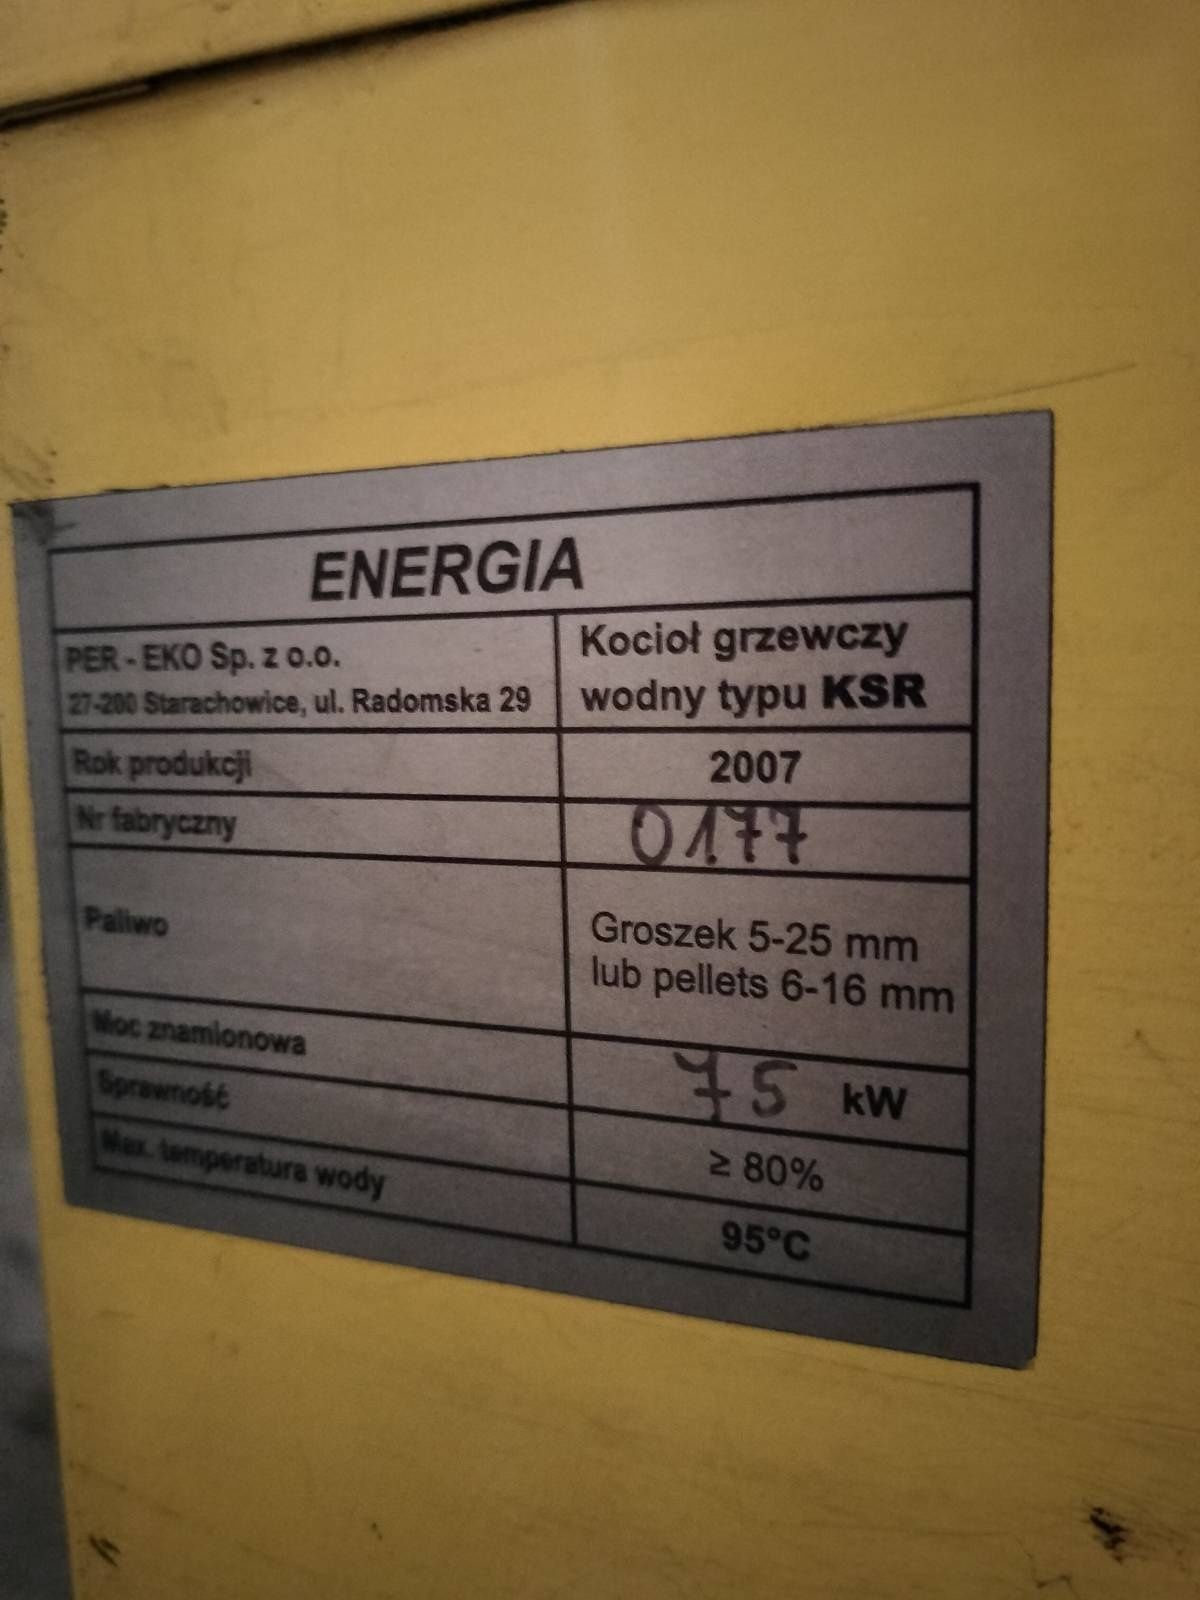 ENERGIA
PER - EKO Sp. z o.o.
27-200 Starachowice, ul. Radomska 29
Kocioł grzewczy
wodny typu KSR
Rok produkcji
2007
Nr fabryczny
0177
Paliwo
Groszek 5-25 mm
lub pellets 6-16 mm
Moc znamionowa
75 kW
Sprawność
≥ 80%
Max. temperatura wody
95°C